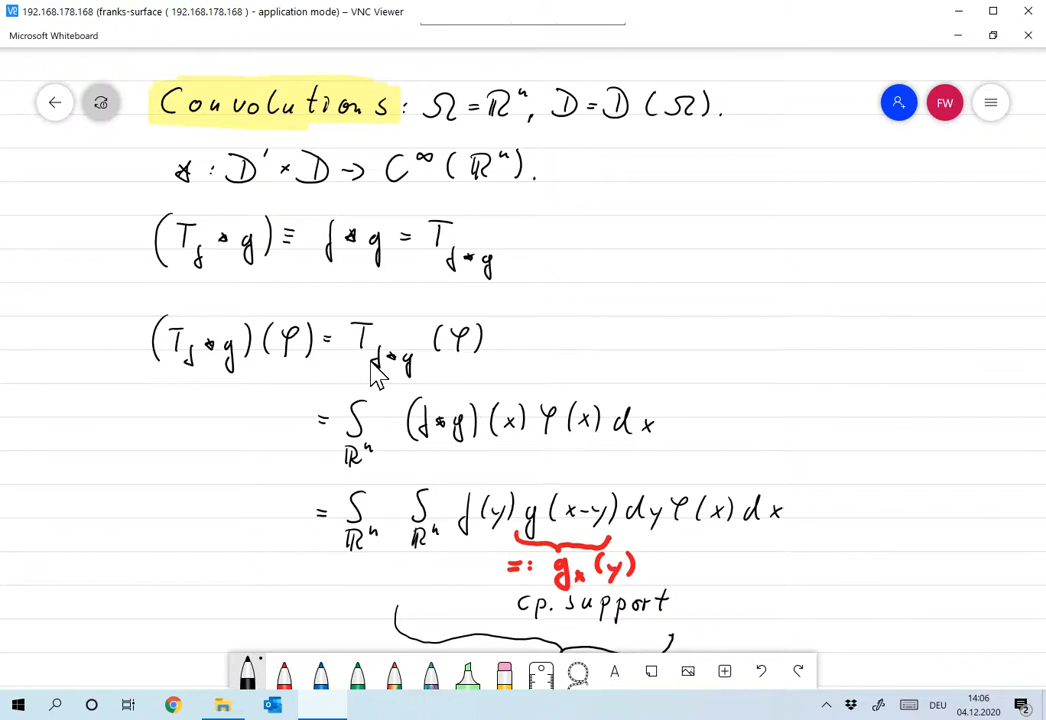 192.168.178.168 (franks-surface ( 192.168.178.168 ) - application mode) – VNC Viewer
Microsoft Whiteboard
Convolutions: Ω = ℝⁿ, D = D(Ω).
* : D' × D → C^∞(ℝⁿ).
FW
(T_f * g) ≡ f * g = T_{f*g}
(T_f * g)(φ) = T_{f*g}(φ)
= ∫_{ℝⁿ} (f*g)(x) φ(x) dx
= ∫_{ℝⁿ} ∫_{ℝⁿ} f(y) g(x-y) dy φ(x) dx
=: g_x(y)
cp. support
A
DEU
14:06
04.12.2020
2